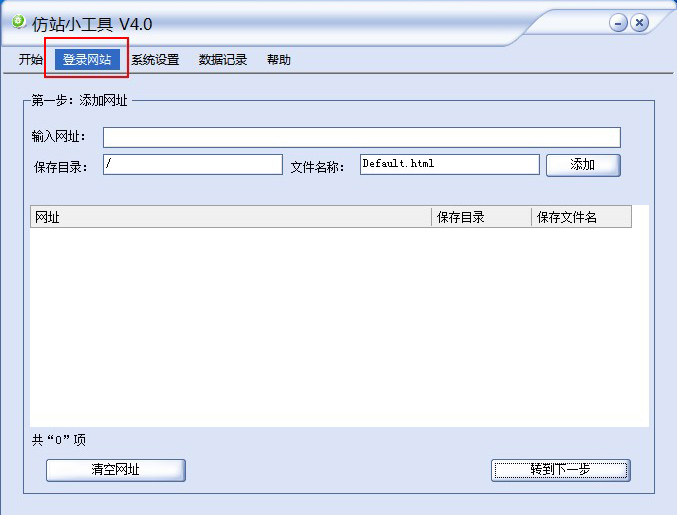 仿站小工具 V4.0
开始 登录网站 系统设置 数据记录 帮助
第一步：添加网址
输入网址：
保存目录： / 文件名称： Default.html 添加
网址 保存目录 保存文件名
共“0”项
清空网址 转到下一步